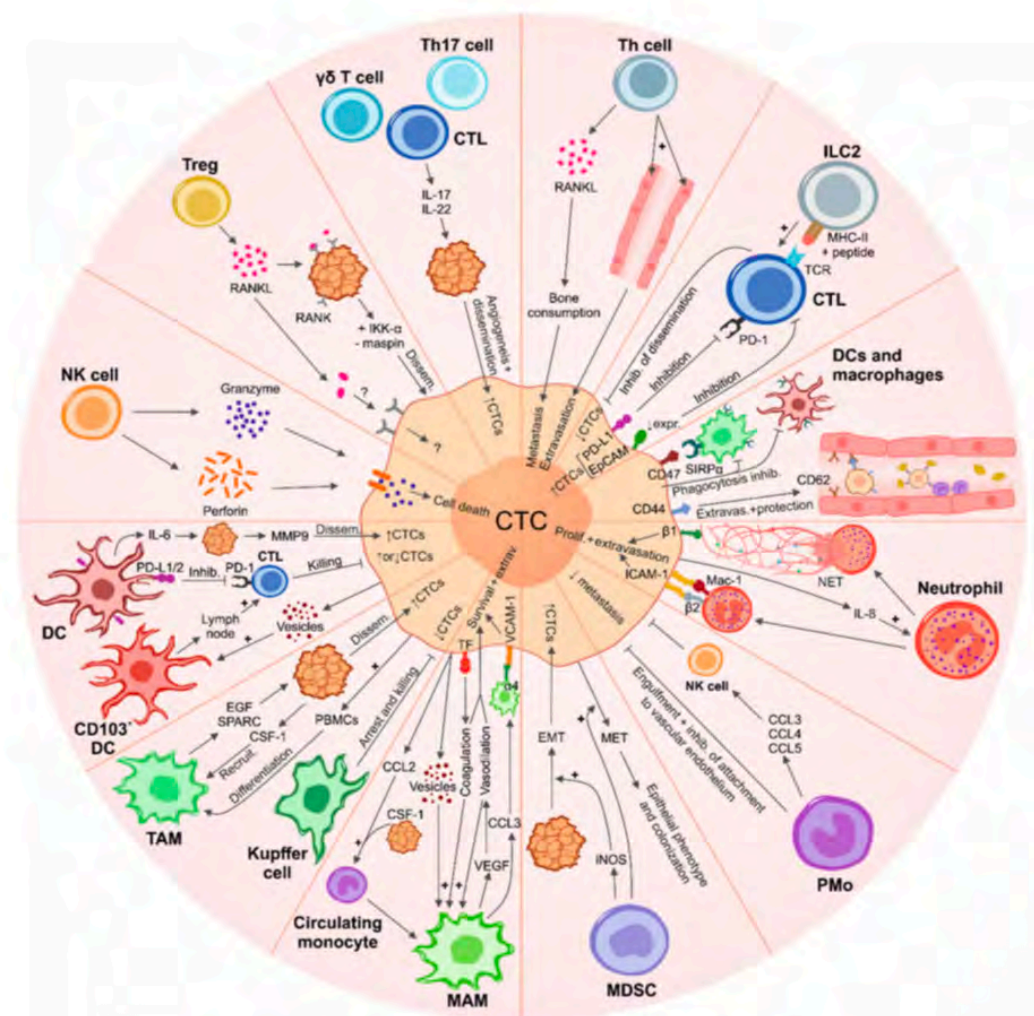 Th17 cell
γδ T cell
CTL
IL-17
IL-22
Angiogenesis+
dissemination
↑CTCs
Th cell
RANKL
+
Bone
consumption
Metastasis
Extravasation
ILC2
+
MHC-II
+ peptide
TCR
CTL
PD-1
Inhib. of dissemination
Inhibition
Inhibition
↓CTCs
PD-L1
EpCAM
↑CTCs
↓expr.
DCs and
macrophages
CD47
SIRPα
Phagocytosis inhib.
CD44
Extravas.+protection
CD62
Treg
RANKL
RANK
+ IKK-α
- maspin
Dissem.
?
?
NK cell
Granzyme
Perforin
Cell death
CTC
β1
Prolif.+extravasation
ICAM-1
Mac-1
β2
NET
IL-8
+
Neutrophil
IL-6
MMP9
Dissem.
↑CTCs
↑or↓CTCs
PD-L1/2
Inhib.
PD-1
CTL
Killing
DC
Lymph
node
+
Vesicles
+
CD103+
DC
Dissem.
↑CTCs
EGF
SPARC
CSF-1
PBMCs
+
Recruit.
Differentiation
TAM
Arrest and killing
↓CTCs
Kupffer
cell
CCL2
CSF-1
+
Vesicles
TF
Coagulation
Vasodilation
Survival+extrav.
VCAM-1
α4
CCL3
VEGF
+
+
Circulating
monocyte
MAM
↑CTCs
EMT
+
iNOS
+
MET
Epithelial phenotype
and colonization
MDSC
↓ metastasis
NK cell
CCL3
CCL4
CCL5
Engulfment + inhib. of attachment
to vascular endothelium
PMo